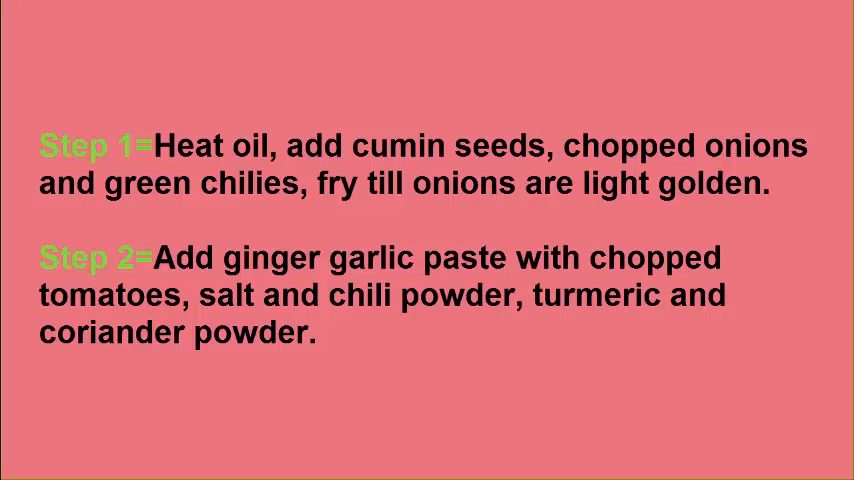 Step 1=Heat oil, add cumin seeds, chopped onions
and green chilies, fry till onions are light golden.
Step 2=Add ginger garlic paste with chopped
tomatoes, salt and chili powder, turmeric and
coriander powder.